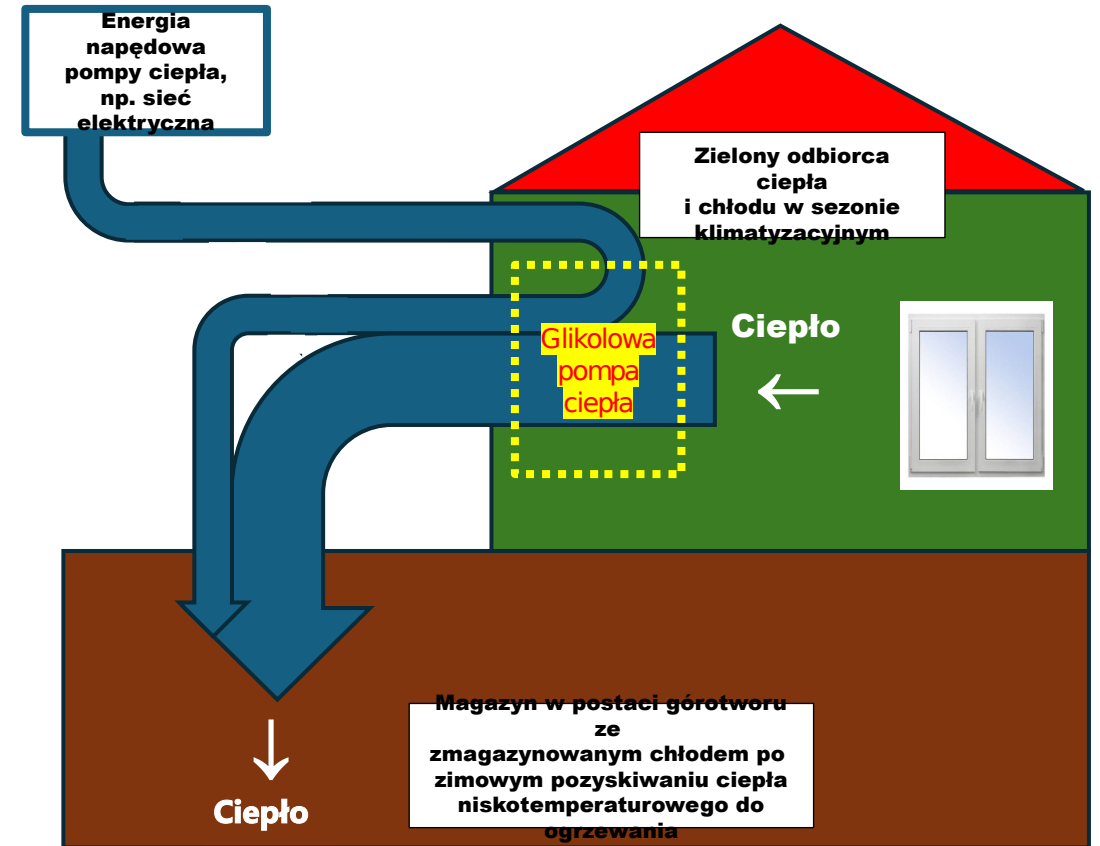 Energia
napędowa
pompy ciepła,
np. sieć
elektryczna
Zielony odbiorca
ciepła
i chłodu w sezonie
klimatyzacyjnym
Glikolowa
pompa
ciepła
Ciepło
←
Magazyn w postaci górotworu
ze
zmagazynowanym chłodem po
zimowym pozyskiwaniu ciepła
niskotemperaturowego do
ogrzewania
↓
Ciepło